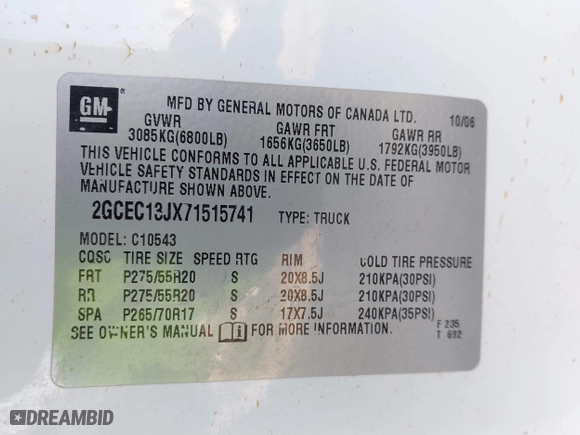 GM
MFD BY GENERAL MOTORS OF CANADA LTD. 10/06
GVWR GAWR FRT GAWR RR
3085KG(6800LB) 1656KG(3650LB) 1792KG(3950LB)
THIS VEHICLE CONFORMS TO ALL APPLICABLE U.S. FEDERAL MOTOR
VEHICLE SAFETY STANDARDS IN EFFECT ON THE DATE OF
MANUFACTURE SHOWN ABOVE.
2GCEC13JX71515741 TYPE: TRUCK
MODEL: C10543
CQSC TIRE SIZE SPEED RTG RIM COLD TIRE PRESSURE
FRT P275/55R20 S 20X8.5J 210KPA(30PSI)
RR P275/55R20 S 20X8.5J 210KPA(30PSI)
SPA P265/70R17 S 17X7.5J 240KPA(35PSI)
SEE OWNER'S MANUAL FOR MORE INFORMATION.
F 235
T 692
DREAMBID